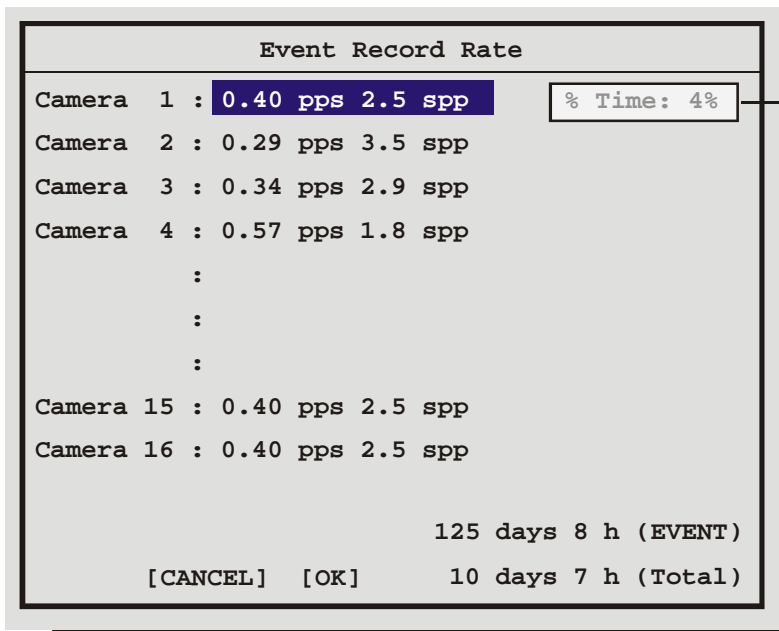 Event Record Rate
Camera 1 : 0.40 pps 2.5 spp % Time: 4%
Camera 2 : 0.29 pps 3.5 spp
Camera 3 : 0.34 pps 2.9 spp
Camera 4 : 0.57 pps 1.8 spp
:
:
:
Camera 15 : 0.40 pps 2.5 spp
Camera 16 : 0.40 pps 2.5 spp
125 days 8 h (EVENT)
[CANCEL] [OK] 10 days 7 h (Total)